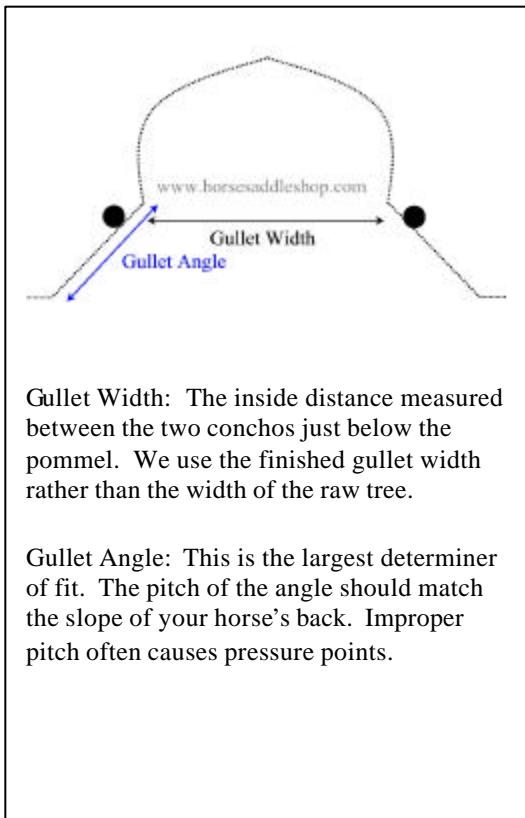 www.horsesaddleshop.com
Gullet Width
Gullet Angle
Gullet Width:  The inside distance measured
between the two conchos just below the
pommel.  We use the finished gullet width
rather than the width of the raw tree.
Gullet Angle:  This is the largest determiner
of fit.  The pitch of the angle should match
the slope of your horse's back.  Improper
pitch often causes pressure points.